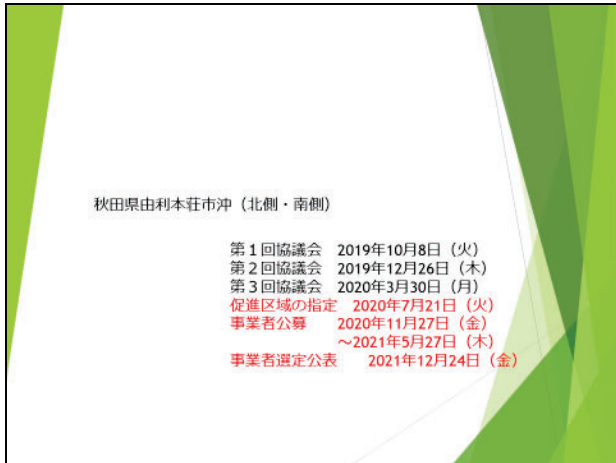 秋田県由利本荘市沖（北側・南側）
第１回協議会　2019年10月8日（火）
第２回協議会　2019年12月26日（木）
第３回協議会　2020年3月30日（月）
促進区域の指定　2020年7月21日（火）
事業者公募　　2020年11月27日（金）
～2021年5月27日（木）
事業者選定公表　　2021年12月24日（金）